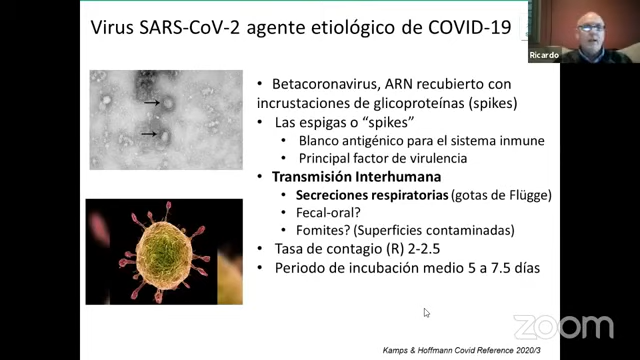 Virus SARS-CoV-2 agente etiológico de COVID-19
Ricardo
• Betacoronavirus, ARN recubierto con
incrustaciones de glicoproteínas (spikes)
• Las espigas o “spikes”
• Blanco antigénico para el sistema inmune
• Principal factor de virulencia
• Transmisión Interhumana
• Secreciones respiratorias (gotas de Flügge)
• Fecal-oral?
• Fomites? (Superficies contaminadas)
• Tasa de contagio (R) 2-2.5
• Periodo de incubación medio 5 a 7.5 días
zoom
Kamps & Hoffmann Covid Reference 2020/3